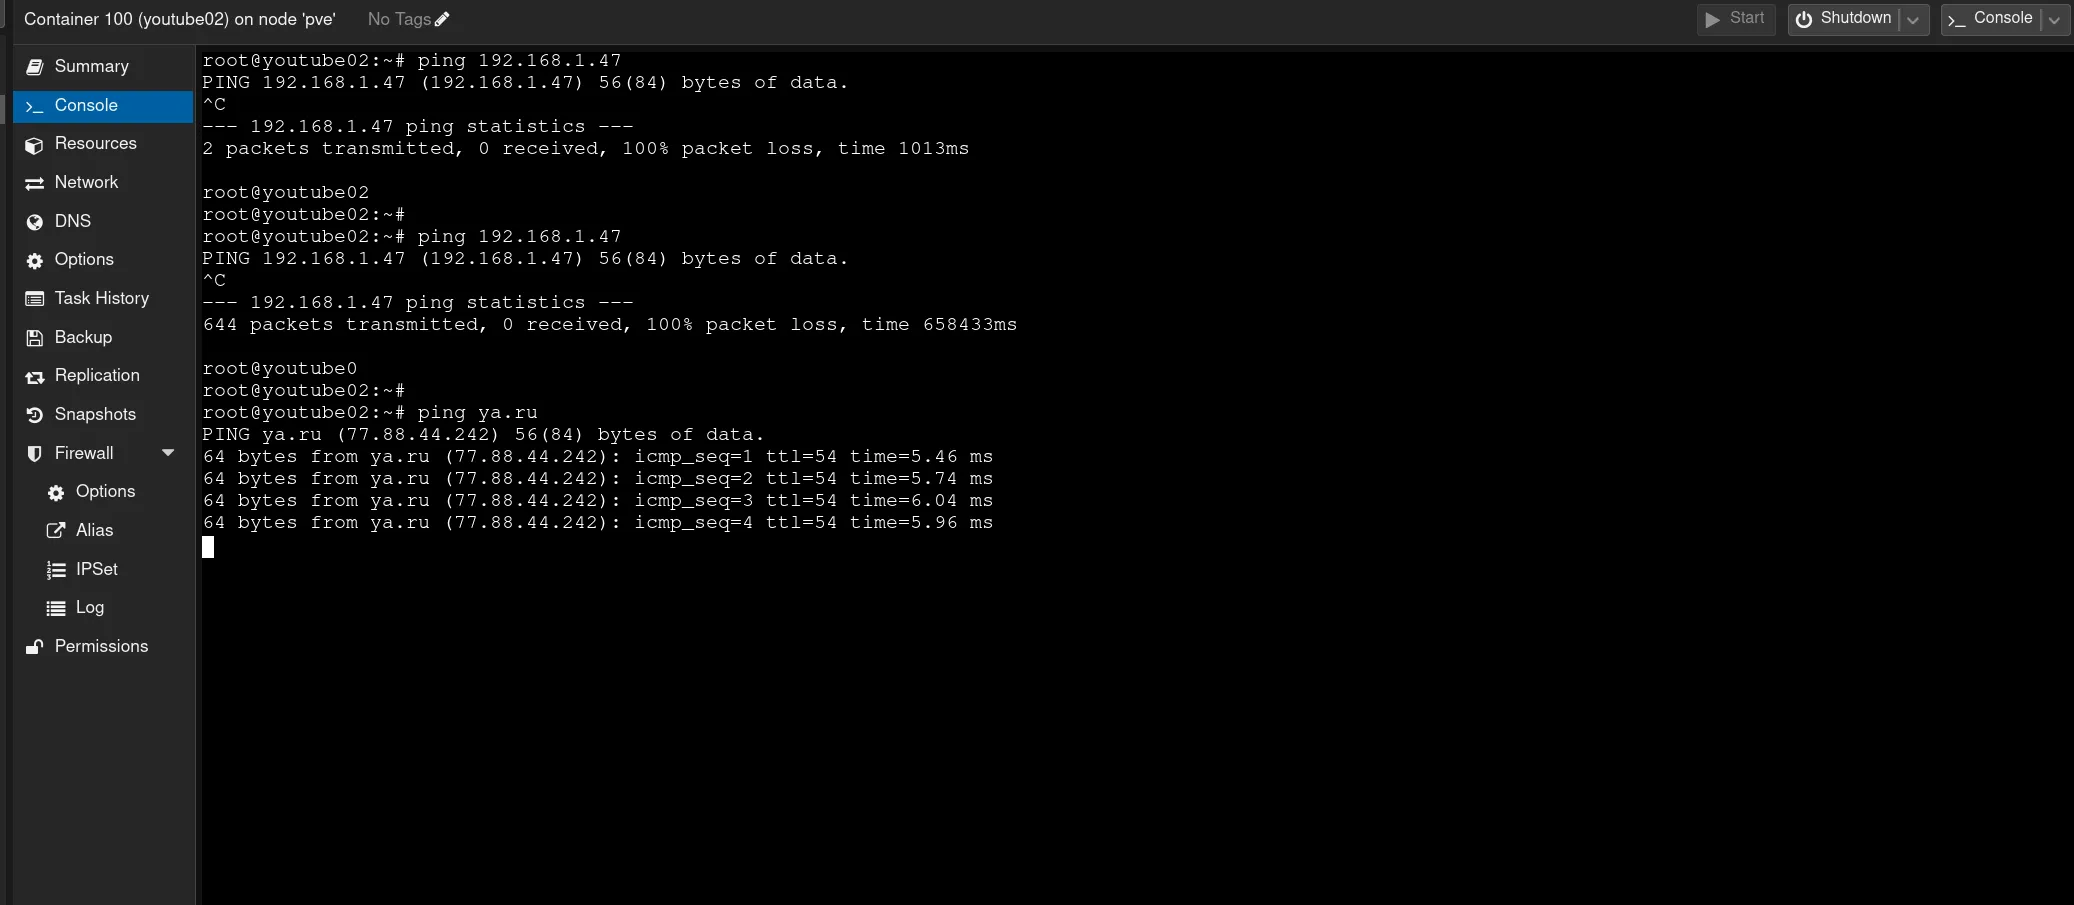 Container 100 (youtube02) on node 'pve'
No Tags
Start
Shutdown
Console
Summary
Console
Resources
Network
DNS
Options
Task History
Backup
Replication
Snapshots
Firewall
Options
Alias
IPSet
Log
Permissions
root@youtube02:~# ping 192.168.1.47
PING 192.168.1.47 (192.168.1.47) 56(84) bytes of data.
^C
--- 192.168.1.47 ping statistics ---
2 packets transmitted, 0 received, 100% packet loss, time 1013ms
root@youtube02
root@youtube02:~#
root@youtube02:~# ping 192.168.1.47
PING 192.168.1.47 (192.168.1.47) 56(84) bytes of data.
^C
--- 192.168.1.47 ping statistics ---
644 packets transmitted, 0 received, 100% packet loss, time 658433ms
root@youtube0
root@youtube02:~#
root@youtube02:~# ping ya.ru
PING ya.ru (77.88.44.242) 56(84) bytes of data.
64 bytes from ya.ru (77.88.44.242): icmp_seq=1 ttl=54 time=5.46 ms
64 bytes from ya.ru (77.88.44.242): icmp_seq=2 ttl=54 time=5.74 ms
64 bytes from ya.ru (77.88.44.242): icmp_seq=3 ttl=54 time=6.04 ms
64 bytes from ya.ru (77.88.44.242): icmp_seq=4 ttl=54 time=5.96 ms